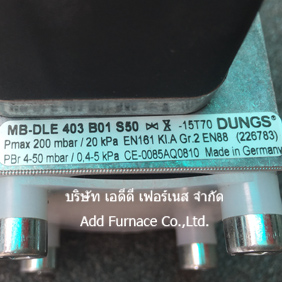 MB-DLE 403 B01 S50 -15T70 DUNGS®
Pmax 200 mbar / 20 kPa EN161 Kl.A Gr.2 EN88 (226783)
PBr 4-50 mbar / 0,4-5 kPa CE-0085AQ0810 Made in Germany
บริษัท เอดีดี เฟอร์เนส จำกัด
Add Furnace Co.,Ltd.